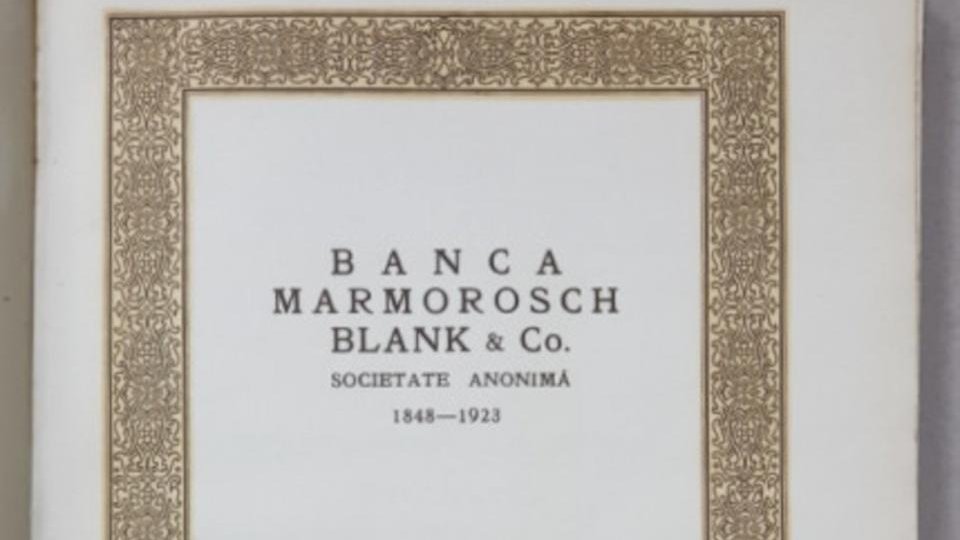 BANCA
MARMOROSCH
BLANK & Co.
SOCIETATE ANONIMĂ
1848—1923